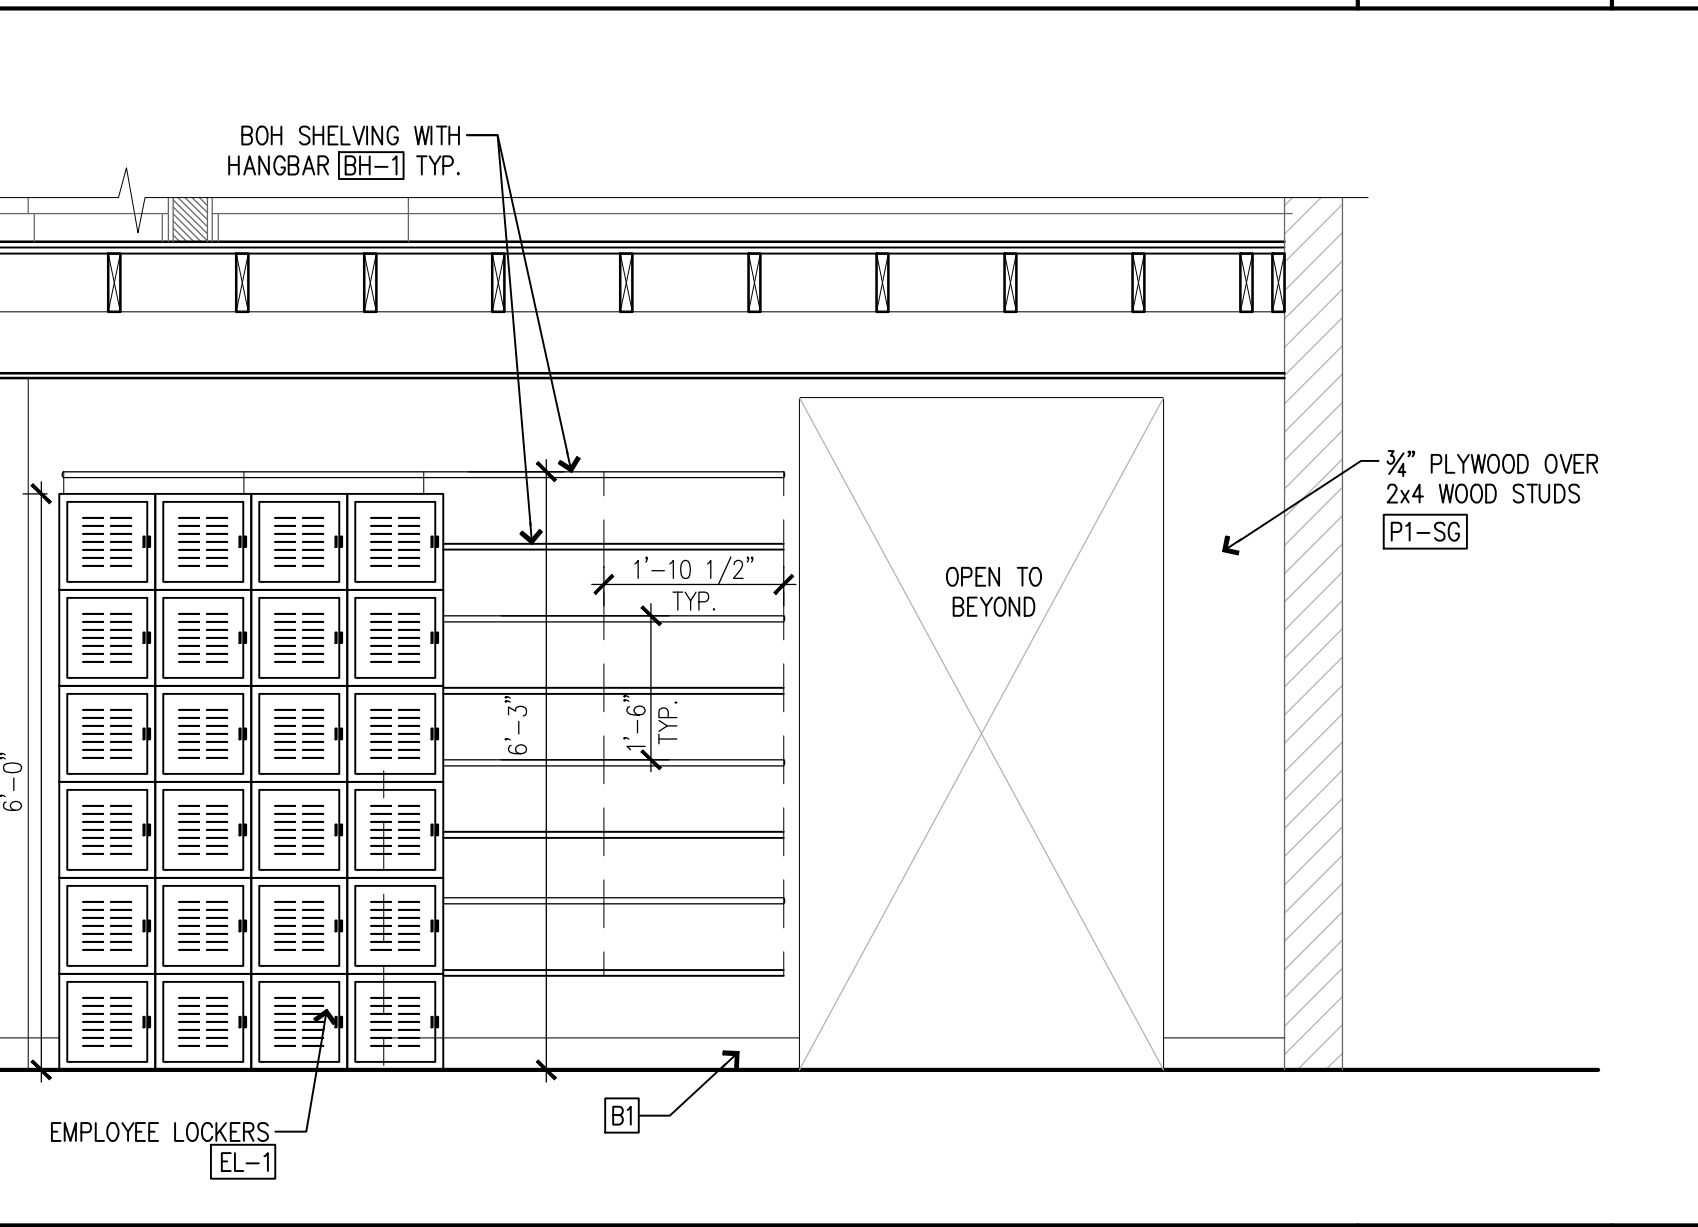 BOH SHELVING WITH
HANGBAR BH-1 TYP.
¾" PLYWOOD OVER
2x4 WOOD STUDS
P1-SG
OPEN TO
BEYOND
1'-10 1/2"
TYP.
6'-3"
1'-6"
TYP.
6'-0"
B1
EMPLOYEE LOCKERS
EL-1